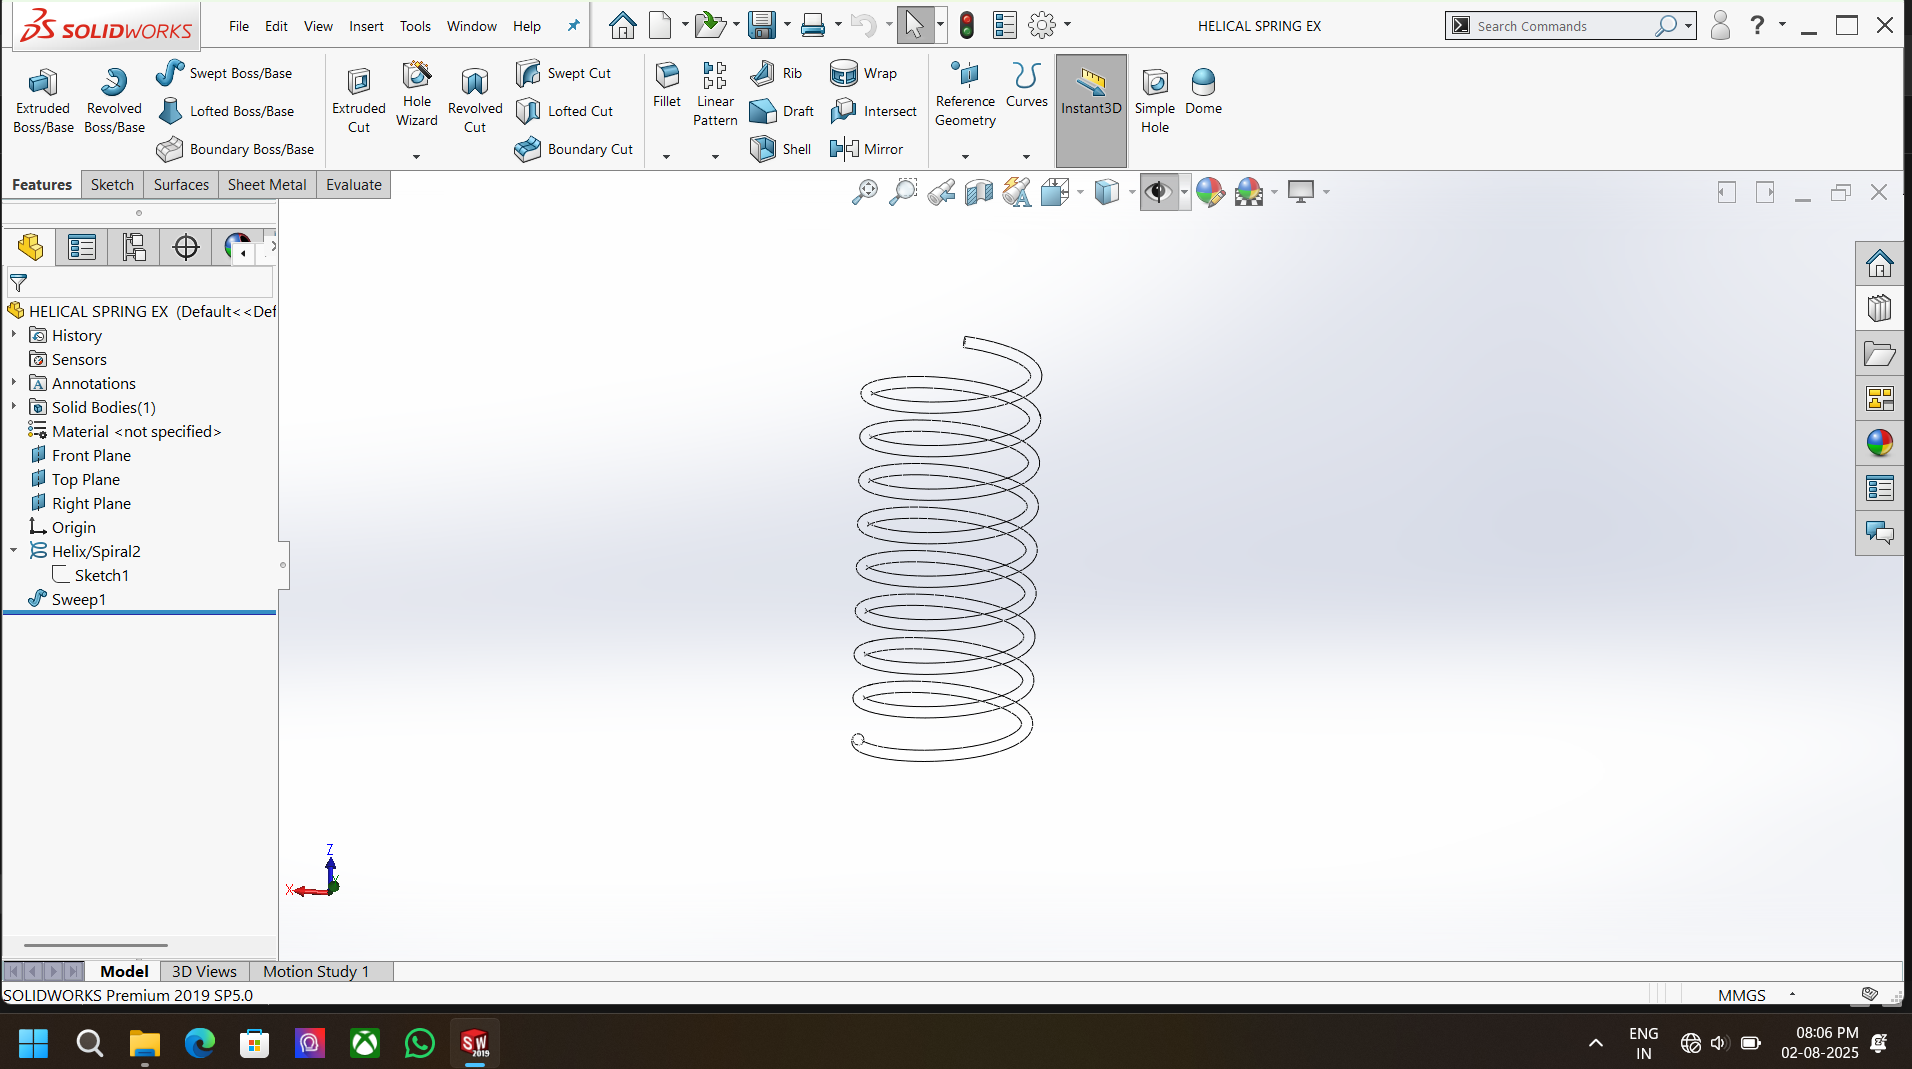 SOLIDWORKS
File Edit View Insert Tools Window Help
HELICAL SPRING EX
Search Commands
?
Extruded Boss/Base
Revolved Boss/Base
Swept Boss/Base
Lofted Boss/Base
Boundary Boss/Base
Extruded Cut
Hole Wizard
Revolved Cut
Swept Cut
Lofted Cut
Boundary Cut
Fillet
Linear Pattern
Rib
Draft
Shell
Wrap
Intersect
Mirror
Reference Geometry
Curves
Instant3D
Simple Hole
Dome
Features Sketch Surfaces Sheet Metal Evaluate
HELICAL SPRING EX (Default<<Def
History
Sensors
Annotations
Solid Bodies(1)
Material <not specified>
Front Plane
Top Plane
Right Plane
Origin
Helix/Spiral2
Sketch1
Sweep1
Z
X
Y
Model 3D Views Motion Study 1
SOLIDWORKS Premium 2019 SP5.0
MMGS
SW 2019
ENG
IN
08:06 PM
02-08-2025